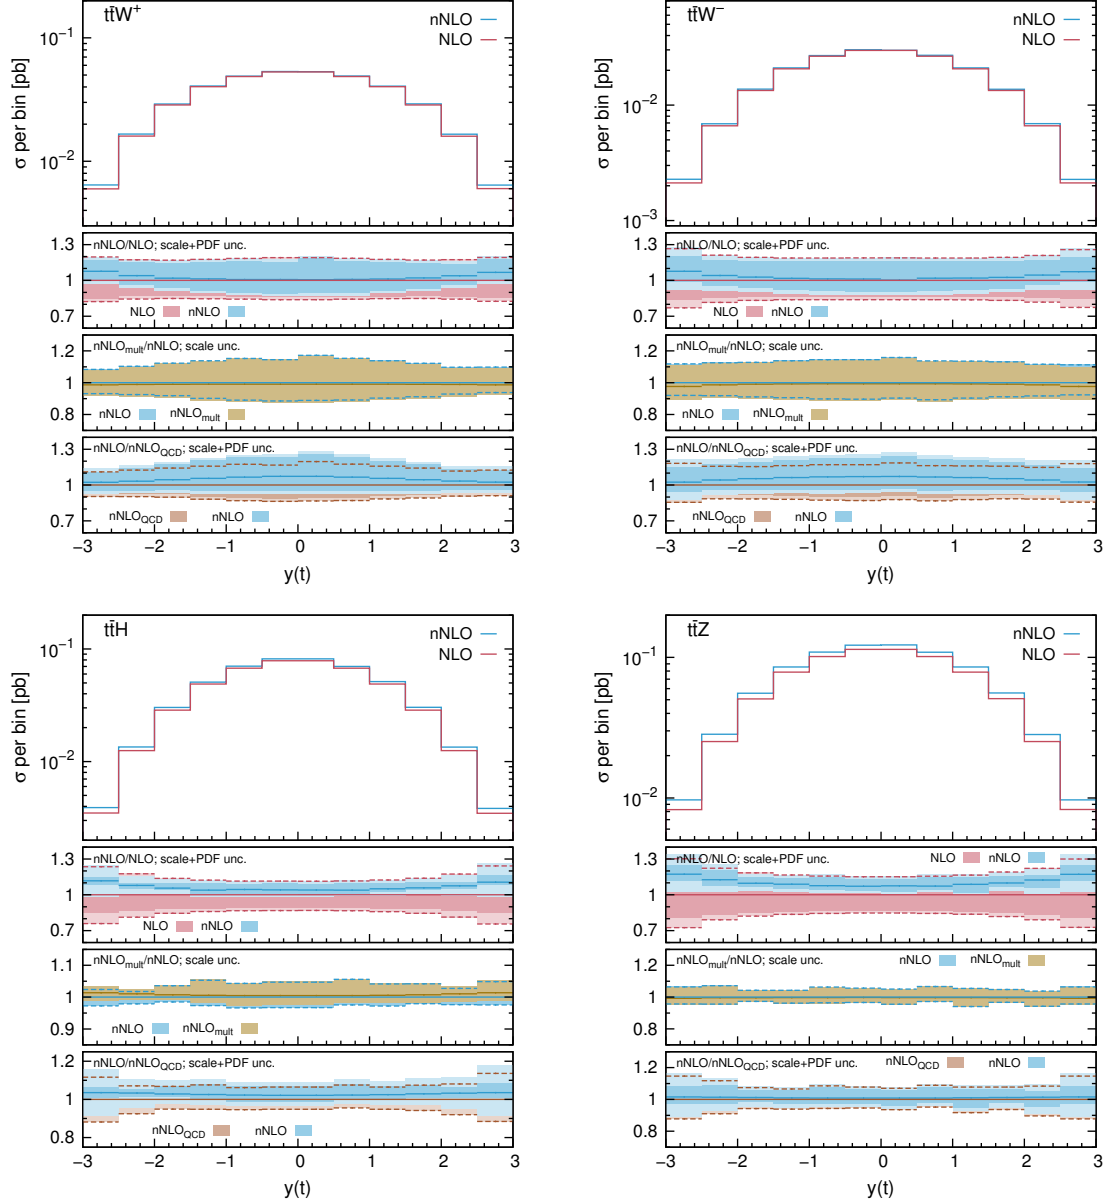 tt̄W⁺
nNLO
NLO
σ per bin [pb]
10⁻¹
10⁻²
nNLO/NLO; scale+PDF unc.
1.3
1
0.7
NLO nNLO
nNLO_mult/nNLO; scale unc.
1.2
1
0.8
nNLO nNLO_mult
nNLO/nNLO_QCD; scale+PDF unc.
1.3
1
0.7
nNLO_QCD nNLO
−3 −2 −1 0 1 2 3
y(t)
tt̄W⁻
nNLO
NLO
σ per bin [pb]
10⁻²
10⁻³
nNLO/NLO; scale+PDF unc.
1.3
1
0.7
NLO nNLO
nNLO_mult/nNLO; scale unc.
1.2
1
0.8
nNLO nNLO_mult
nNLO/nNLO_QCD; scale+PDF unc.
1.3
1
0.7
nNLO_QCD nNLO
−3 −2 −1 0 1 2 3
y(t)
tt̄H
nNLO
NLO
σ per bin [pb]
10⁻¹
10⁻²
nNLO/NLO; scale+PDF unc.
1.3
1
0.7
NLO nNLO
nNLO_mult/nNLO; scale unc.
1.1
1
0.9
nNLO nNLO_mult
nNLO/nNLO_QCD; scale+PDF unc.
1.2
1
0.8
nNLO_QCD nNLO
−3 −2 −1 0 1 2 3
y(t)
tt̄Z
nNLO
NLO
σ per bin [pb]
10⁻¹
10⁻²
nNLO/NLO; scale+PDF unc.
NLO nNLO
1.3
1
0.7
nNLO_mult/nNLO; scale unc.
nNLO nNLO_mult
1.2
1
0.8
nNLO/nNLO_QCD; scale+PDF unc.
nNLO_QCD nNLO
1.2
1
0.8
−3 −2 −1 0 1 2 3
y(t)